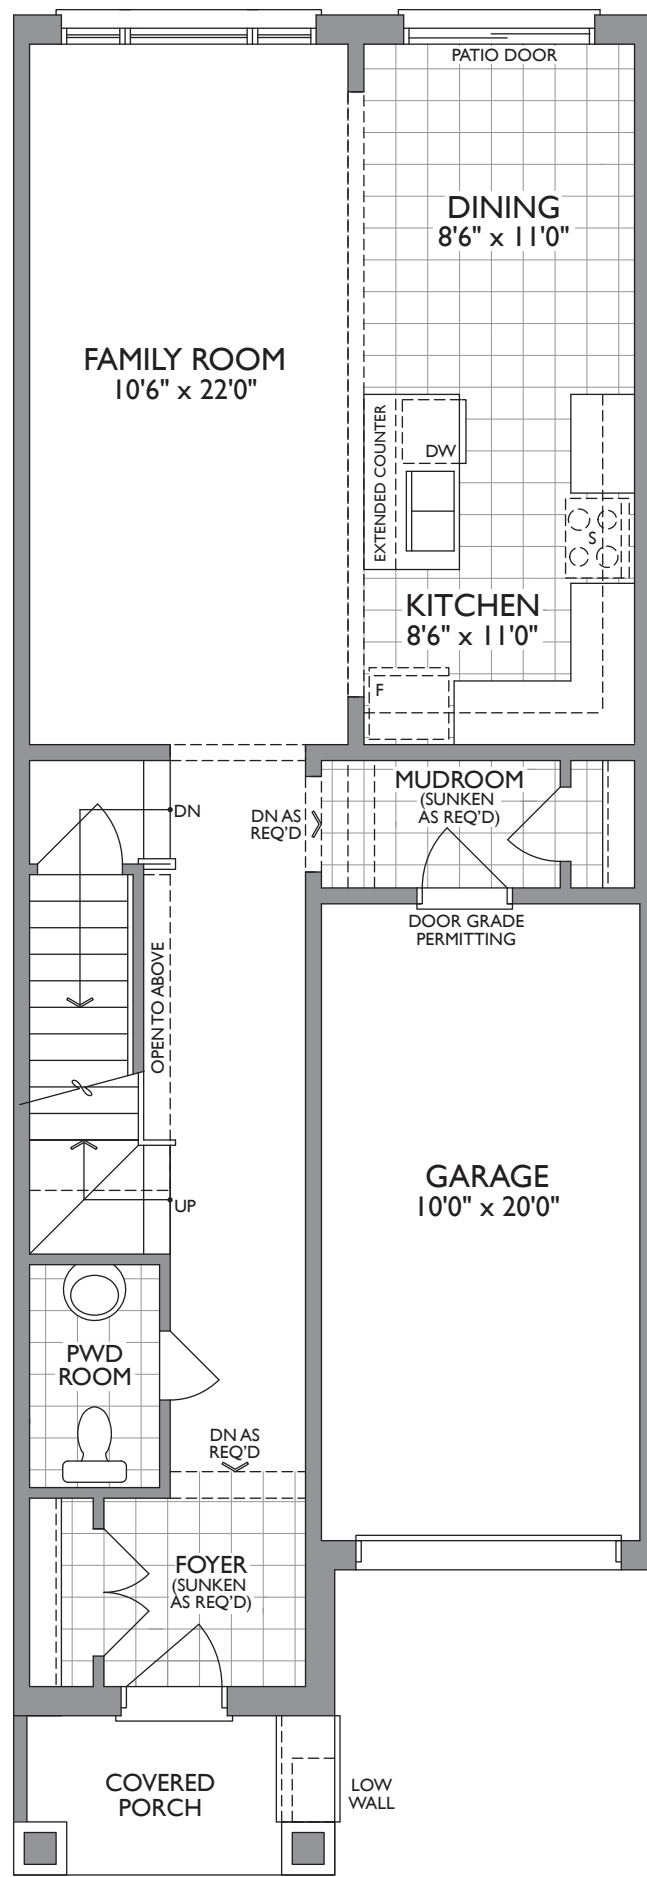 PATIO DOOR
DINING
8'6" x 11'0"
FAMILY ROOM
10'6" x 22'0"
EXTENDED COUNTER
DW
S
KITCHEN
8'6" x 11'0"
F
MUDROOM
(SUNKEN
AS REQ'D)
DN
DN AS
REQ'D
DOOR GRADE
PERMITTING
OPEN TO ABOVE
GARAGE
10'0" x 20'0"
UP
PWD
ROOM
DN AS
REQ'D
FOYER
(SUNKEN
AS REQ'D)
COVERED
PORCH
LOW
WALL